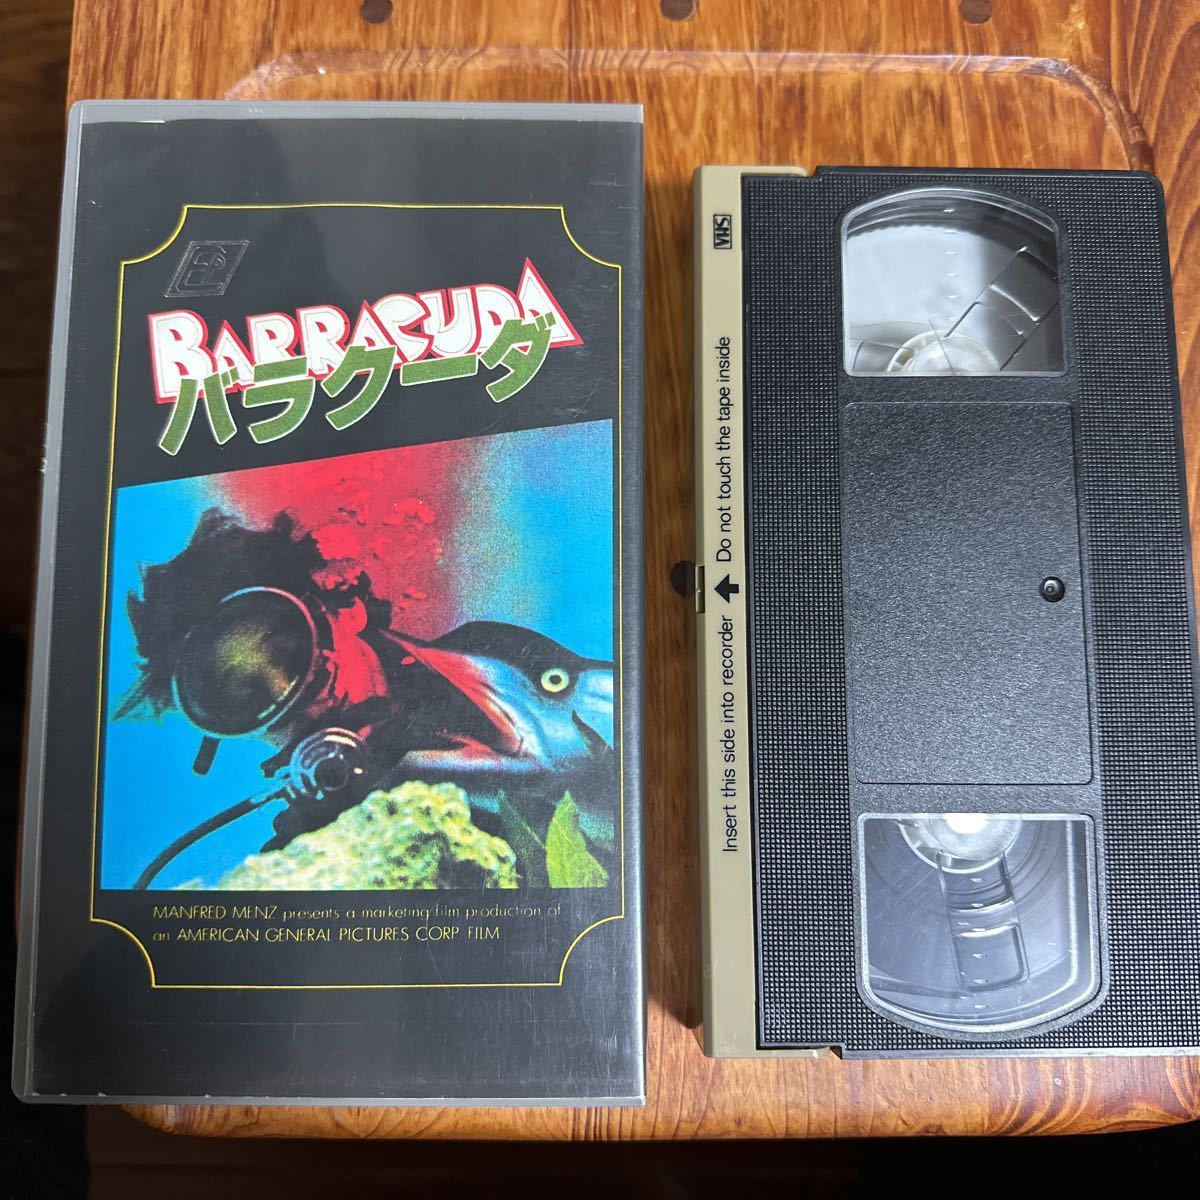 BARRACUDA
バラクーダ
MANFRED MENZ presents a marketing/film production of
an AMERICAN GENERAL PICTURES CORP FILM
VHS
Insert this side into recorder Do not touch the tape inside